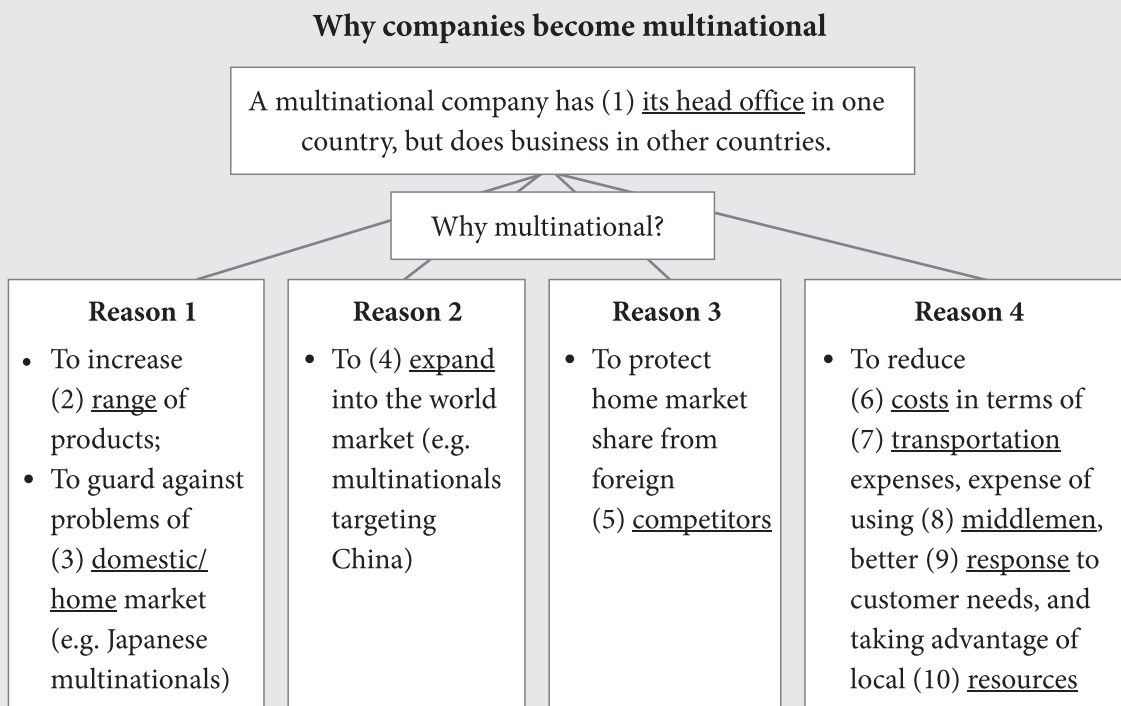 Why companies become multinational
A multinational company has (1) its head office in one
country, but does business in other countries.
Why multinational?
Reason 1
• To increase
(2) range of
products;
• To guard against
problems of
(3) domestic/
home market
(e.g. Japanese
multinationals)
Reason 2
• To (4) expand
into the world
market (e.g.
multinationals
targeting
China)
Reason 3
• To protect
home market
share from
foreign
(5) competitors
Reason 4
• To reduce
(6) costs in terms of
(7) transportation
expenses, expense of
using (8) middlemen,
better (9) response to
customer needs, and
taking advantage of
local (10) resources